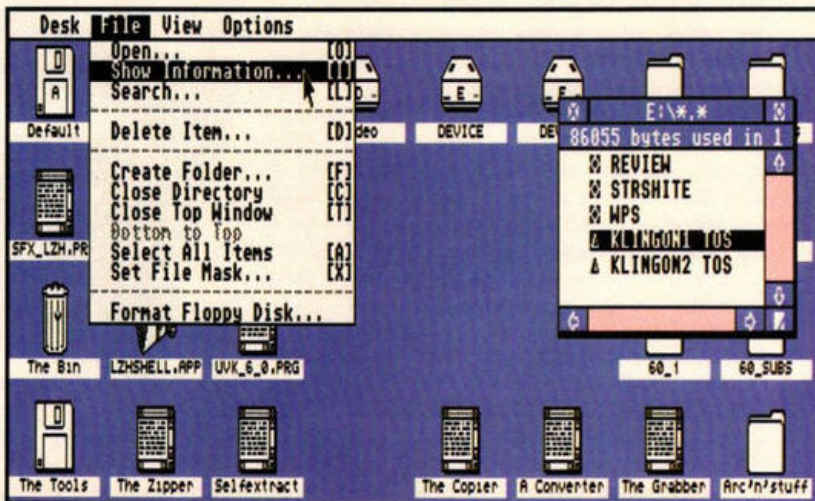 Desk File View Options
Open... [O]
Show Information... [I]
Search... [L]
Delete Item... [D]
Create Folder... [F]
Close Directory [C]
Close Top Window [T]
Bottom to Top
Select All Items [A]
Set File Mask... [X]
Format Floppy Disk...
A
Default
- E -
DEVICE
E:\*.*
86055 bytes used in 1
REVIEW
STRSHITE
WPS
KLINGON1 TOS
KLINGON2 TOS
SFX_LZH.PR
The Bin
LZHSHELL.APP
UVK_6_0.PRG
60_1
60_SUBS
The Tools
The Zipper
Selfextract
The Copier
A Converter
The Grabber
Arc'n'stuff